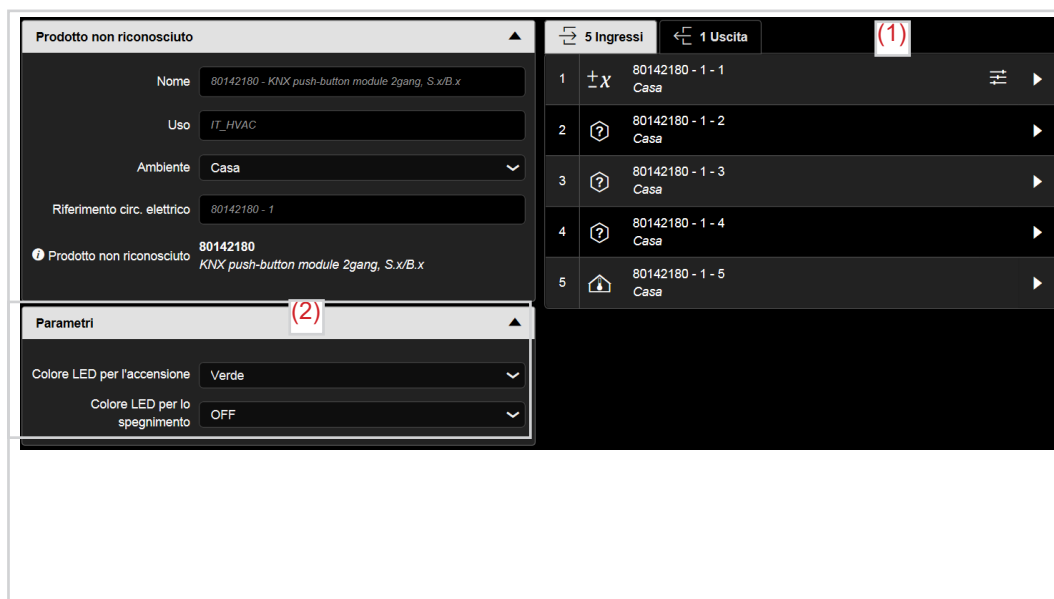 Prodotto non riconosciuto
Nome 80142180 - KNX push-button module 2gang, S.x/B.x
Uso IT_HVAC
Ambiente Casa
Riferimento circ. elettrico 80142180 - 1
Prodotto non riconosciuto 80142180
KNX push-button module 2gang, S.x/B.x
(2)
Parametri
Colore LED per l'accensione Verde
Colore LED per lo
spegnimento OFF
5 Ingressi 1 Uscita (1)
1 ±x 80142180 - 1 - 1
Casa
2 80142180 - 1 - 2
Casa
3 80142180 - 1 - 3
Casa
4 80142180 - 1 - 4
Casa
5 80142180 - 1 - 5
Casa